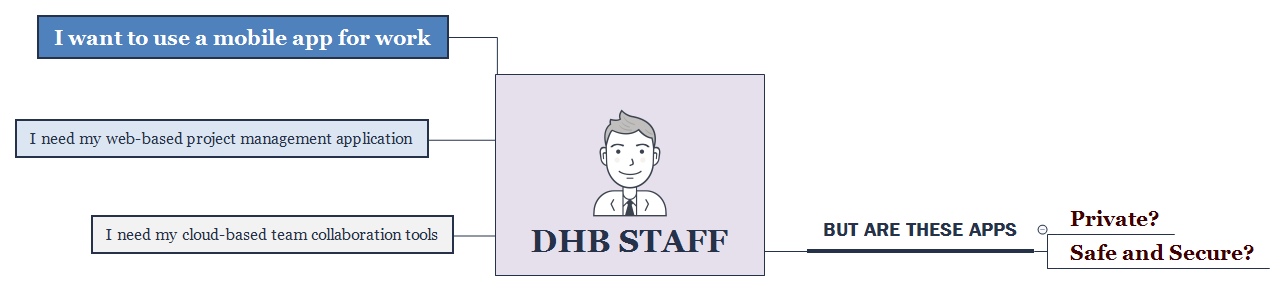 I want to use a mobile app for work
I need my web-based project management application
I need my cloud-based team collaboration tools
DHB STAFF
BUT ARE THESE APPS
Private?
Safe and Secure?